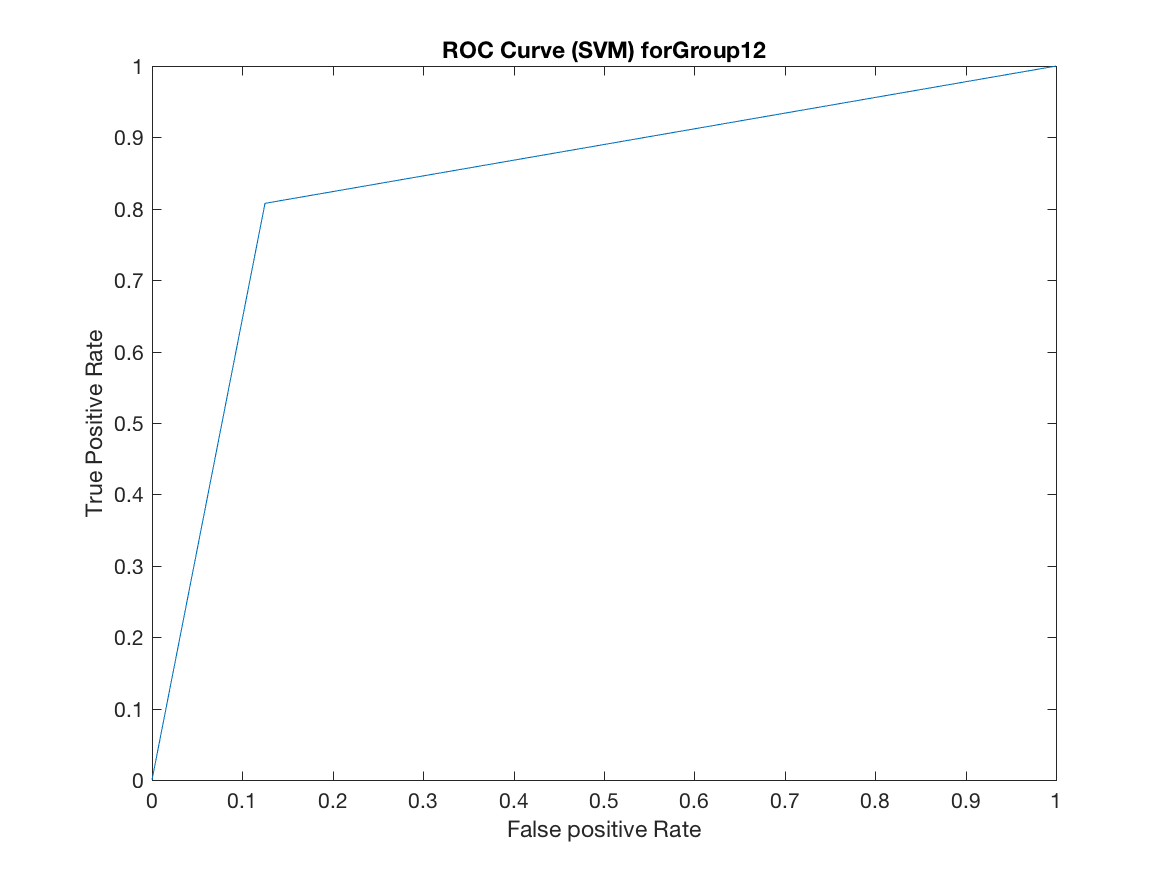 ROC Curve (SVM) forGroup12
1
0.9
0.8
0.7
0.6
0.5
0.4
0.3
0.2
0.1
0
True Positive Rate
0 0.1 0.2 0.3 0.4 0.5 0.6 0.7 0.8 0.9 1
False positive Rate